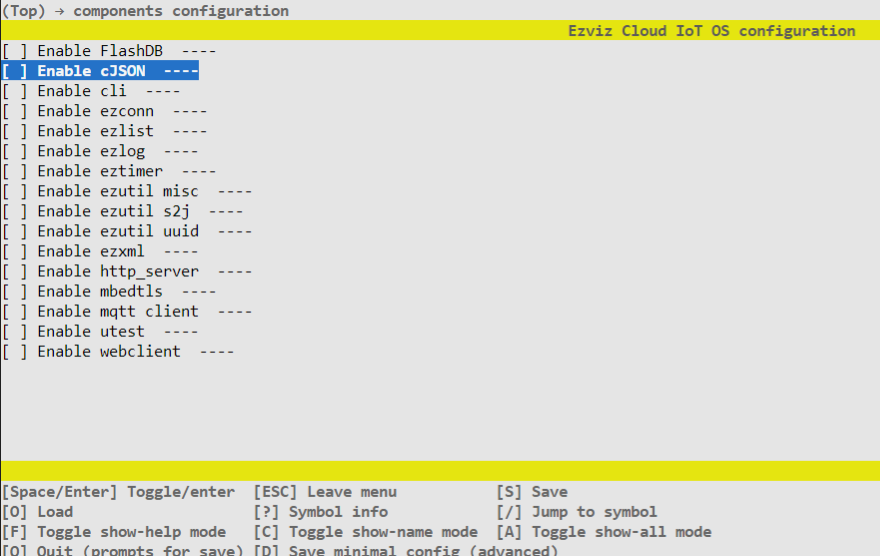 (Top) → components configuration
Ezviz Cloud IoT OS configuration
[ ] Enable FlashDB ----
[ ] Enable cJSON ----
[ ] Enable cli ----
[ ] Enable ezconn ----
[ ] Enable ezlist ----
[ ] Enable ezlog ----
[ ] Enable eztimer ----
[ ] Enable ezutil misc ----
[ ] Enable ezutil s2j ----
[ ] Enable ezutil uuid ----
[ ] Enable ezxml ----
[ ] Enable http_server ----
[ ] Enable mbedtls ----
[ ] Enable mqtt client ----
[ ] Enable utest ----
[ ] Enable webclient ----
[Space/Enter] Toggle/enter [ESC] Leave menu [S] Save
[O] Load [?] Symbol info [/] Jump to symbol
[F] Toggle show-help mode [C] Toggle show-name mode [A] Toggle show-all mode
[Q] Quit (prompts for save) [D] Save minimal config (advanced)